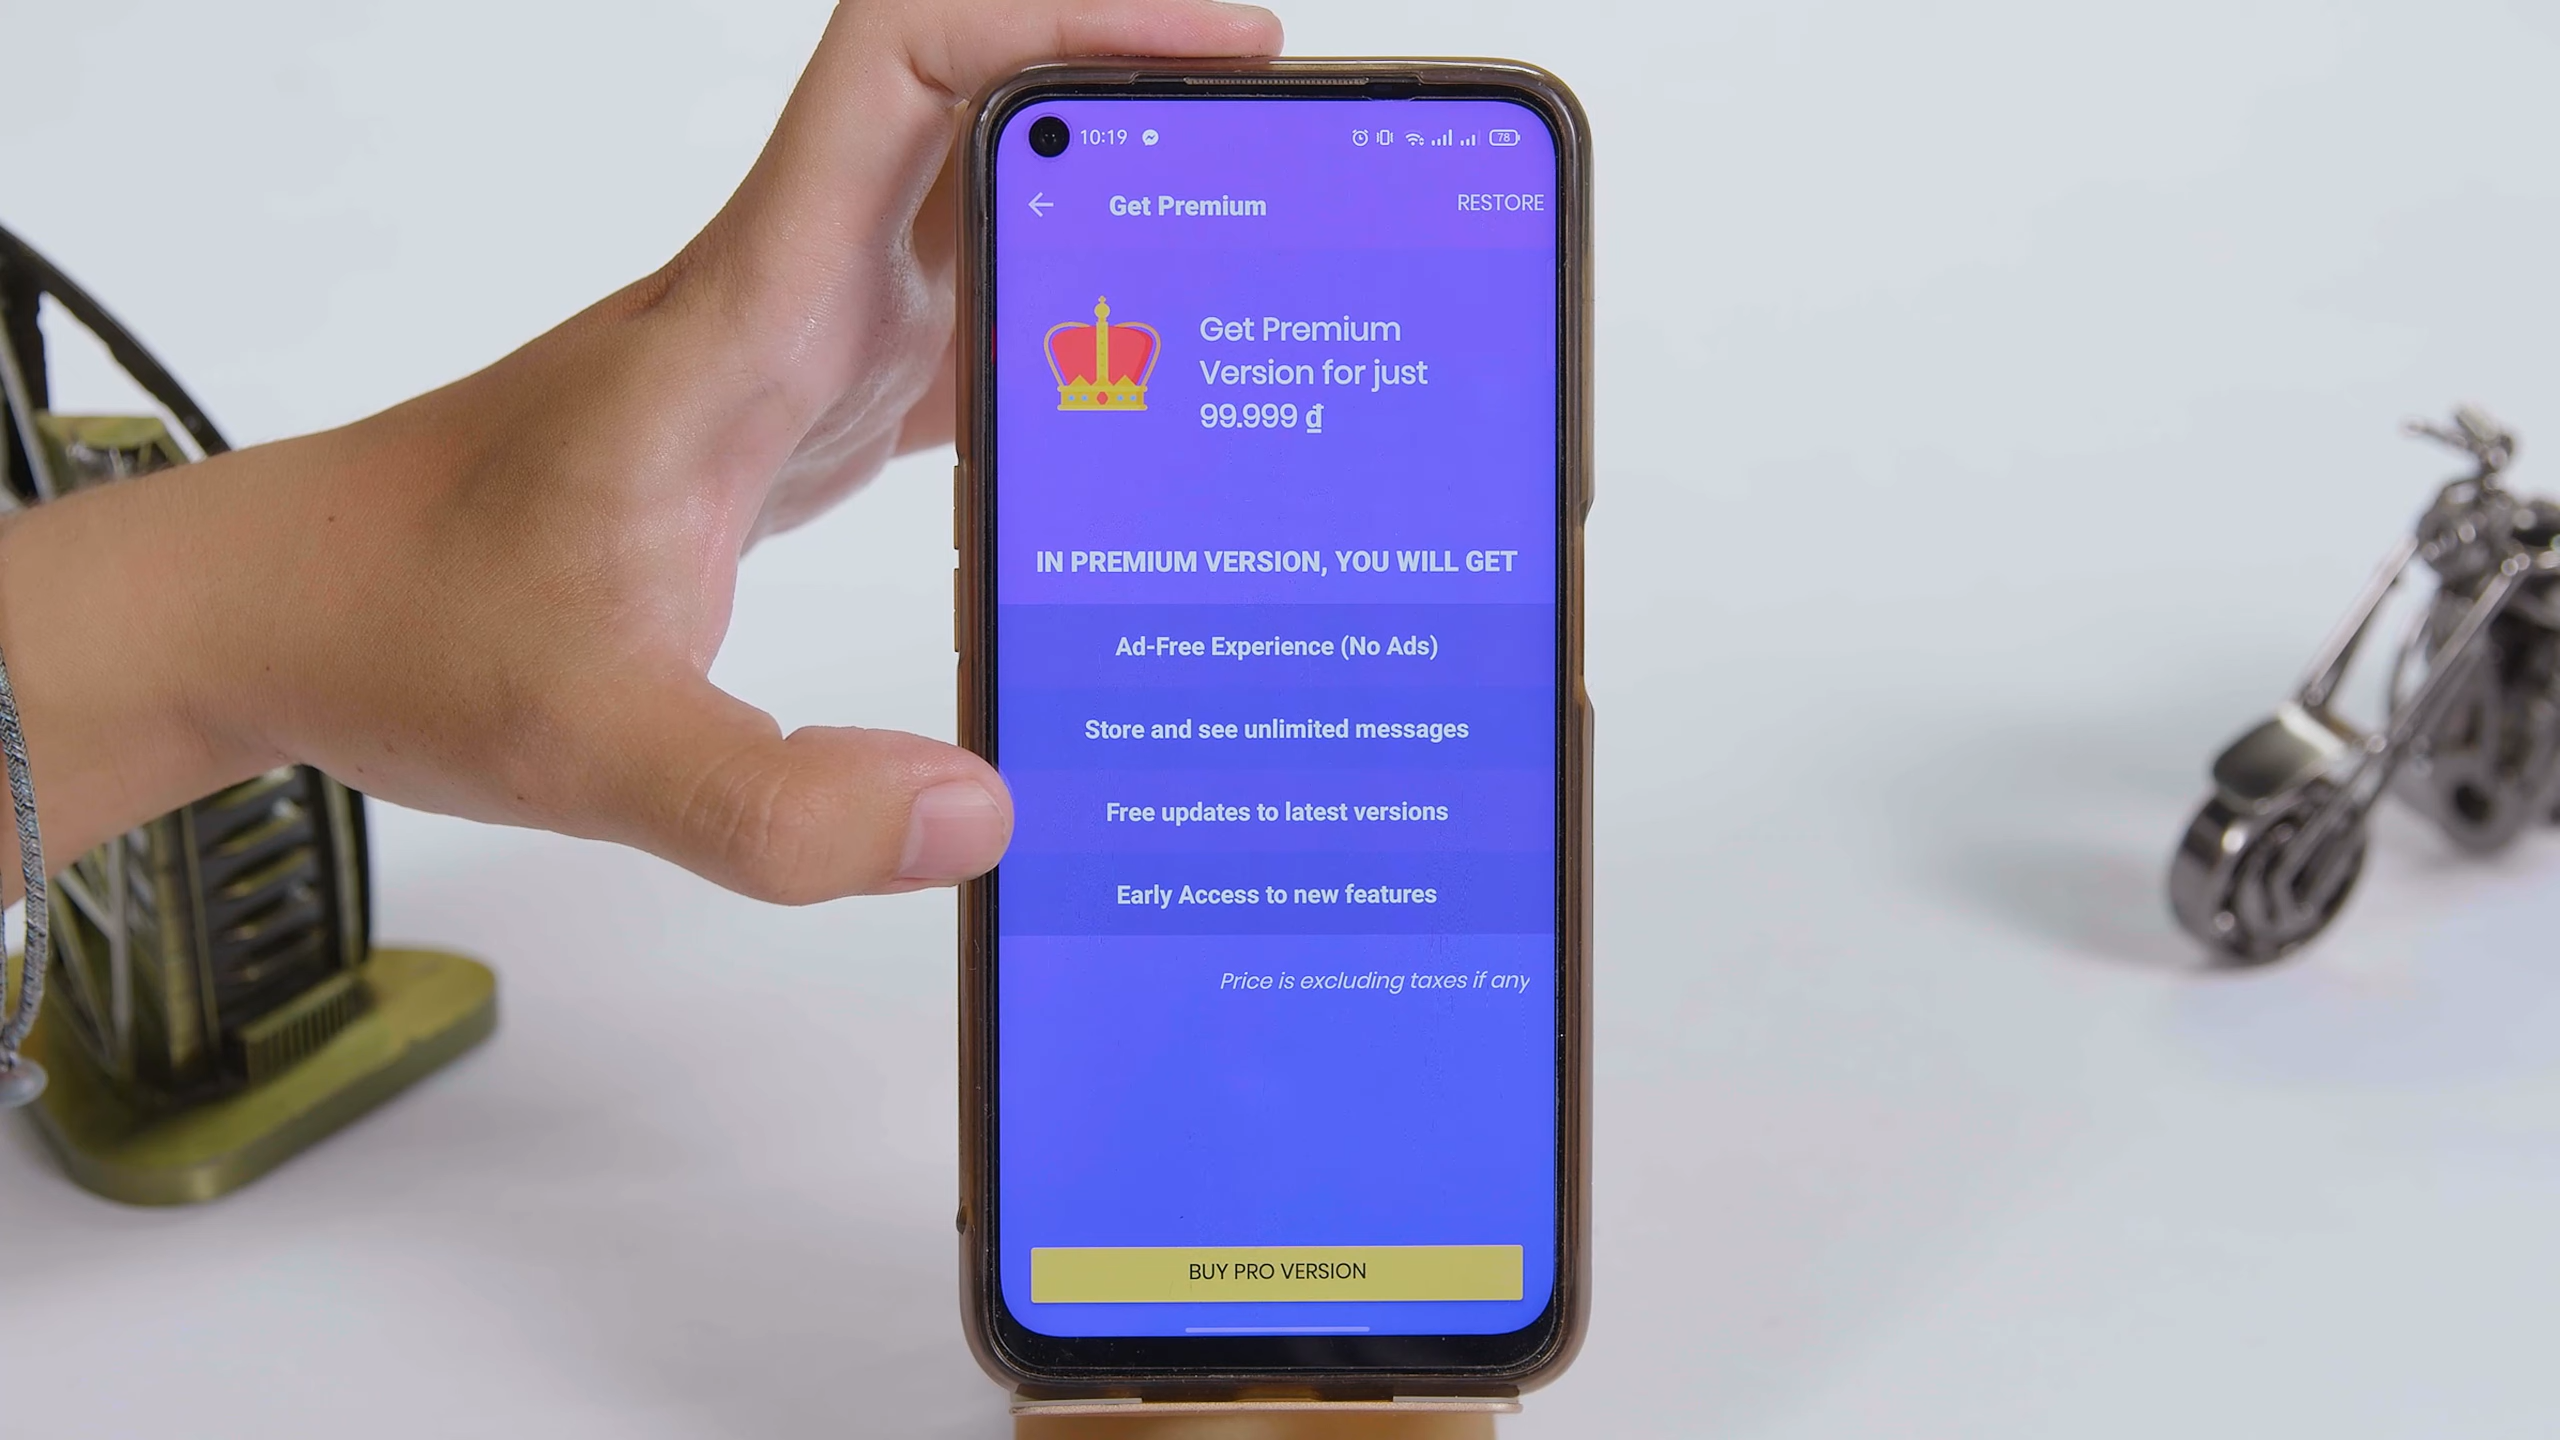 10:19
78
Get Premium
RESTORE
Get Premium
Version for just
99.999 ₫
IN PREMIUM VERSION, YOU WILL GET
Ad-Free Experience (No Ads)
Store and see unlimited messages
Free updates to latest versions
Early Access to new features
Price is excluding taxes if any
BUY PRO VERSION